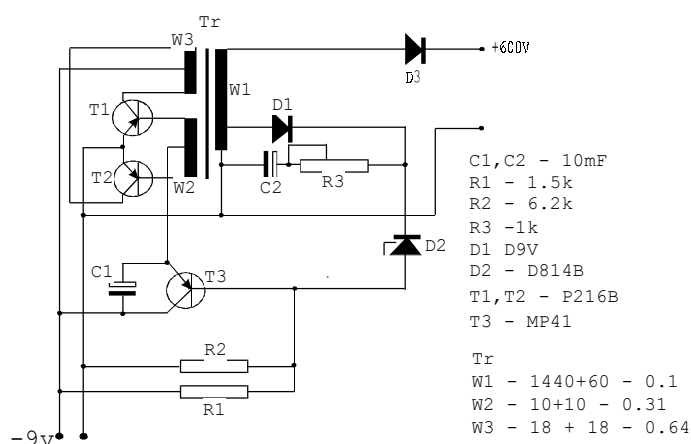 Tr
W3
+600V
D3
W1
T1
D1
T2
W2
C2
R3
C1,C2 - 10mF
R1 - 1.5k
R2 - 6.2k
R3 -1k
D1 D9V
D2 - D814B
T1,T2 - P216B
T3 - MP41
D2
C1
T3
R2
R1
-9v
Tr
W1 - 1440+60 - 0.1
W2 - 10+10 - 0.31
W3 - 18 + 18 - 0.64